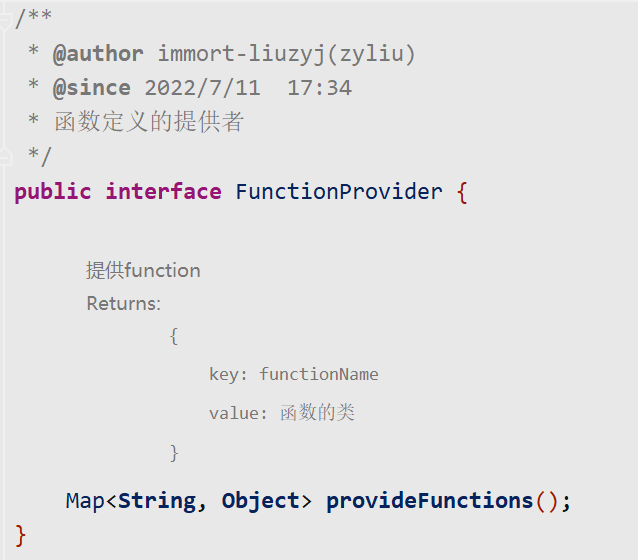 /**
 * @author immort-liuzyj(zyliu)
 * @since 2022/7/11  17:34
 * 函数定义的提供者
 */
public interface FunctionProvider {
提供function
Returns:
{
key: functionName
value: 函数的类
}
Map<String, Object> provideFunctions();
}